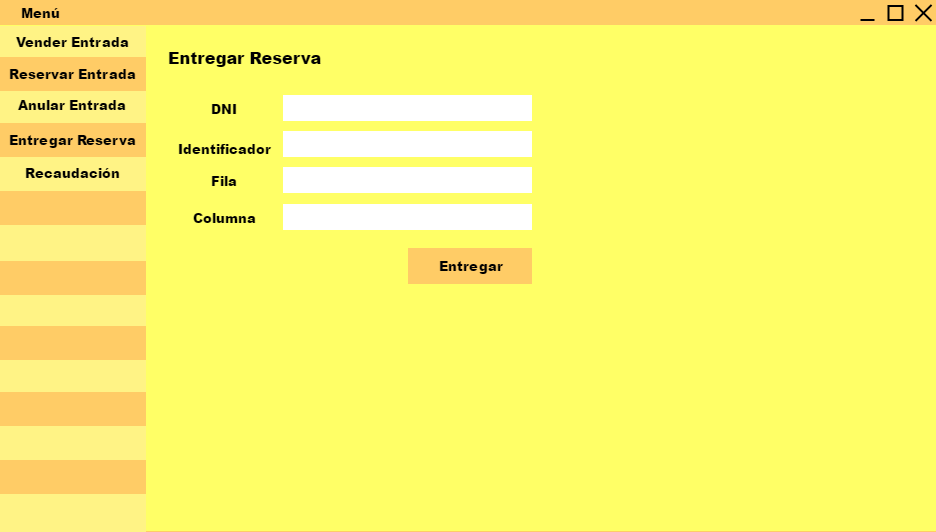 Menú
Vender Entrada
Reservar Entrada
Anular Entrada
Entregar Reserva
Recaudación
Entregar Reserva
DNI
Identificador
Fila
Columna
Entregar